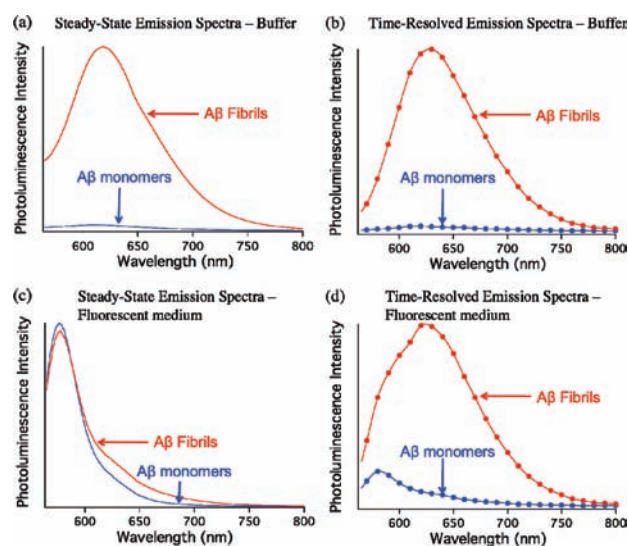 (a) Steady-State Emission Spectra – Buffer
Photoluminescence Intensity
Aβ Fibrils
Aβ monomers
600 650 700 750 800
Wavelength (nm)
(b) Time-Resolved Emission Spectra – Buffer
Photoluminescence Intensity
Aβ Fibrils
Aβ monomers
600 650 700 750 800
Wavelength (nm)
(c) Steady-State Emission Spectra –
Fluorescent medium
Photoluminescence Intensity
Aβ Fibrils
Aβ monomers
600 650 700 750 800
Wavelength (nm)
(d) Time-Resolved Emission Spectra –
Fluorescent medium
Photoluminescence Intensity
Aβ Fibrils
Aβ monomers
600 650 700 750 800
Wavelength (nm)